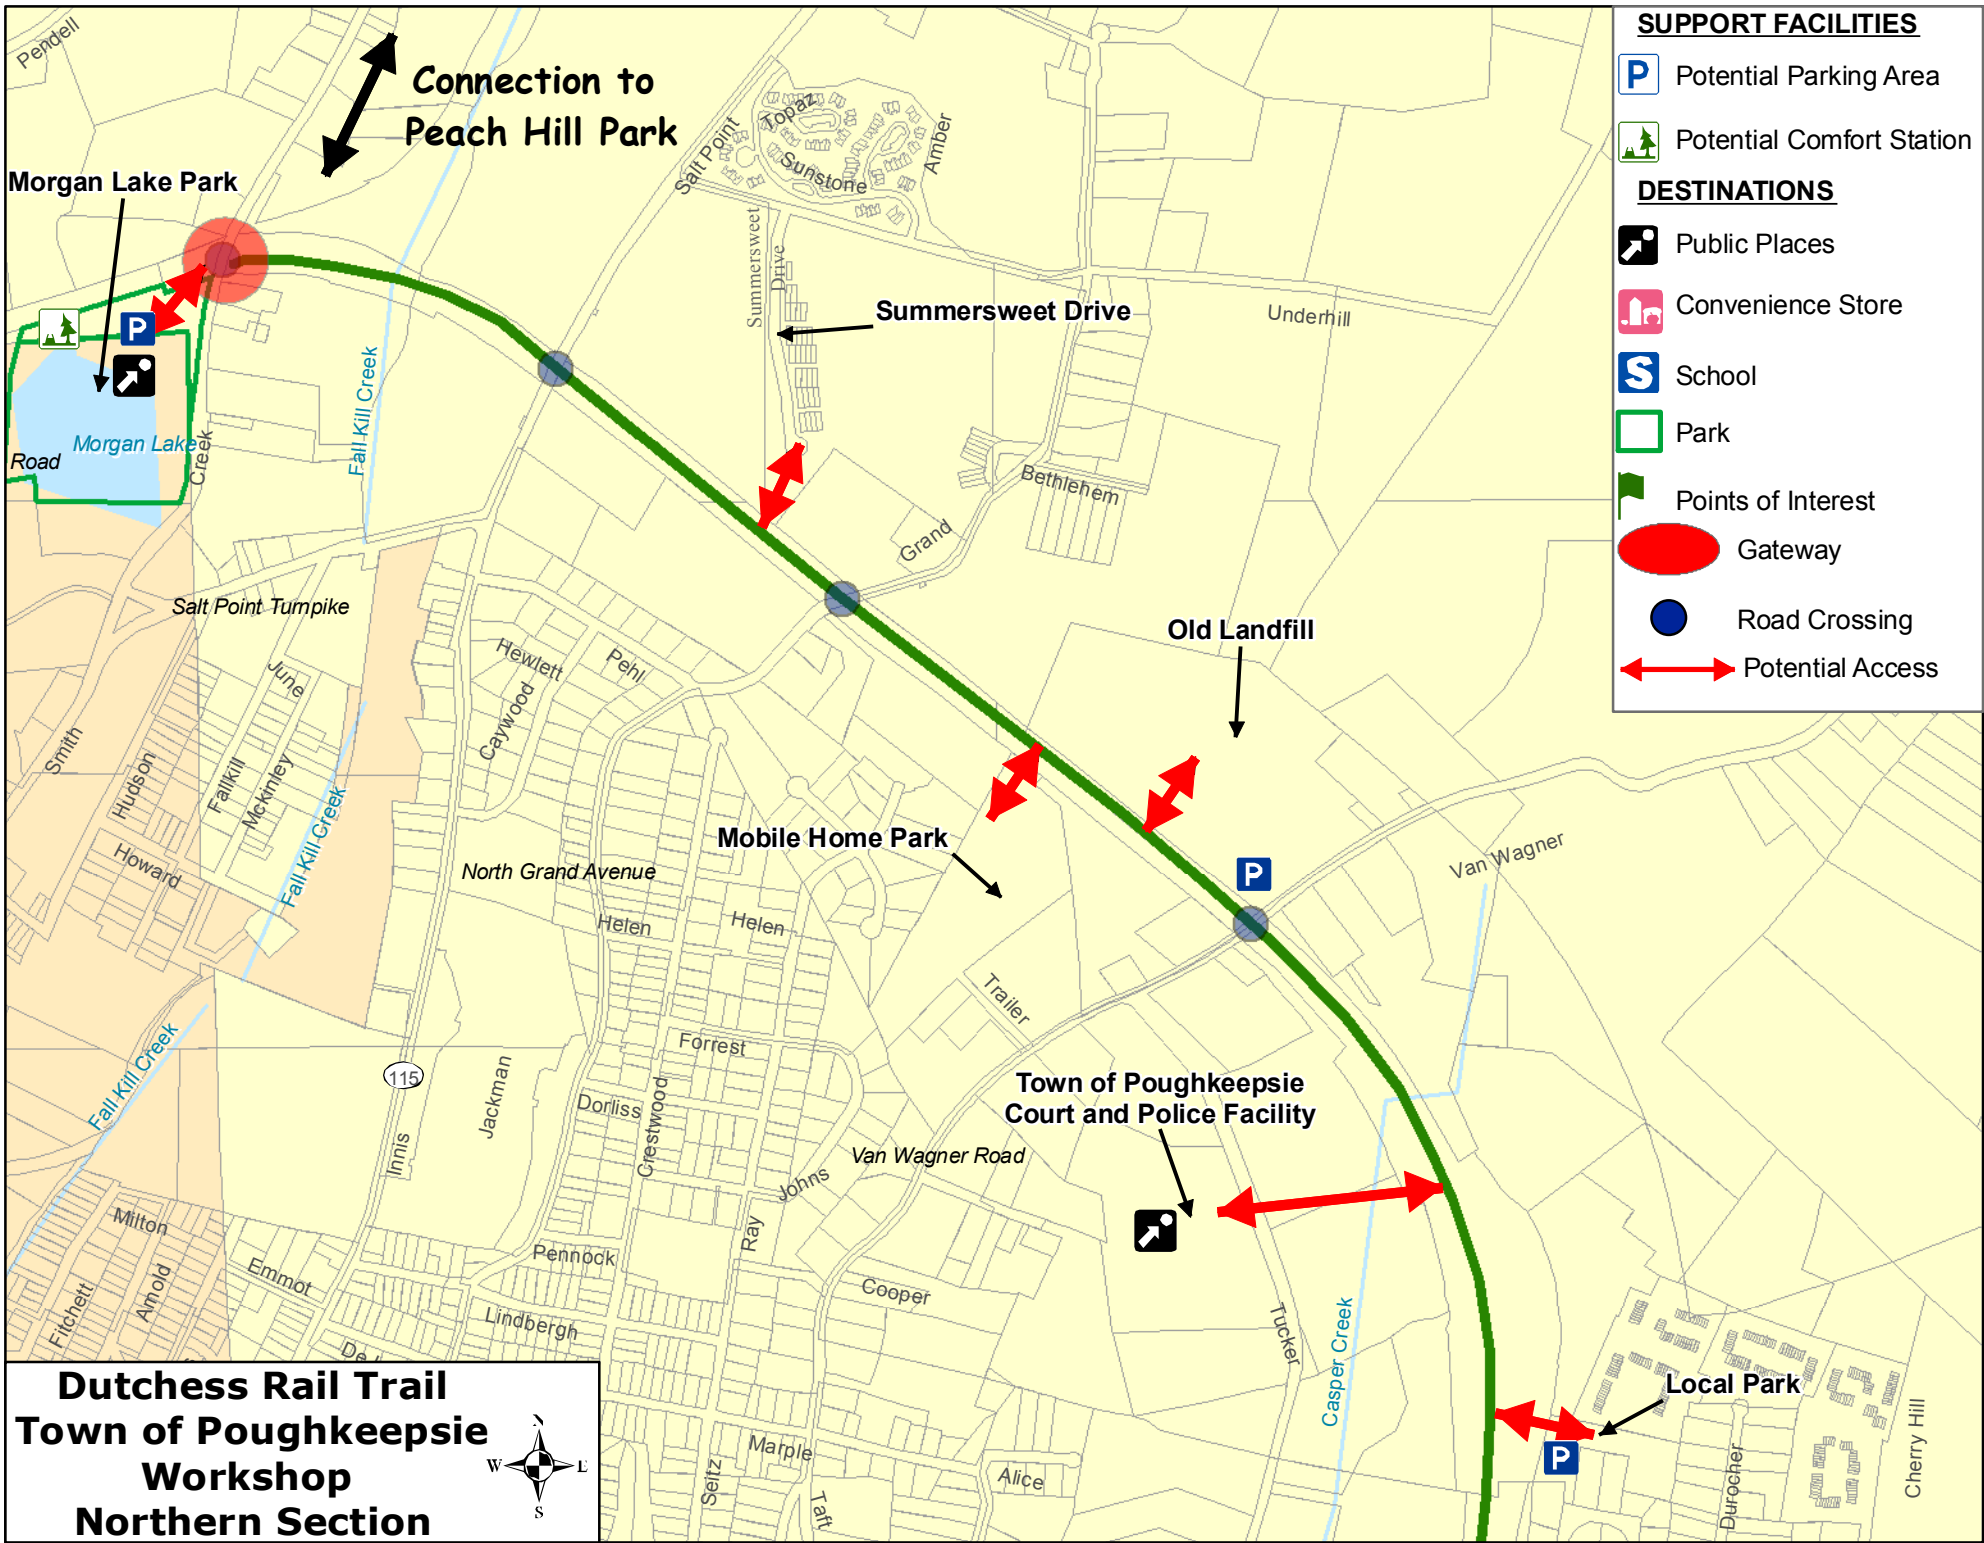 Pendell
Connection to
Peach Hill Park
Morgan Lake Park
Salt Point
Topaz
Sunstone
Amber
Summersweet
Drive
Summersweet Drive
Underhill
Fall Kill Creek
Morgan Lake
Road
Creek
Bethlehem
Grand
Salt Point Turnpike
Old Landfill
June
Hewlett
Pehl
Caywood
Smith
Hudson
Fallkill
Mckinley
Howard
Fall Kill Creek
Mobile Home Park
North Grand Avenue
P
Van Wagner
Helen
Helen
Trailer
Fall Kill Creek
115
Jackman
Forrest
Dorliss
Crestwood
Innis
Town of Poughkeepsie
Court and Police Facility
Van Wagner Road
Johns
Ray
Milton
Arnold
Fitchett
Emmot
Pennock
Cooper
Lindbergh
Tucker
Casper Creek
Local Park
P
Marple
Alice
Seitz
Taft
Durocher
Cherry Hill
P
SUPPORT FACILITIES
P Potential Parking Area
Potential Comfort Station
DESTINATIONS
Public Places
Convenience Store
S School
Park
Points of Interest
Gateway
Road Crossing
Potential Access
Dutchess Rail Trail
Town of Poughkeepsie
Workshop
Northern Section
N
W E
S